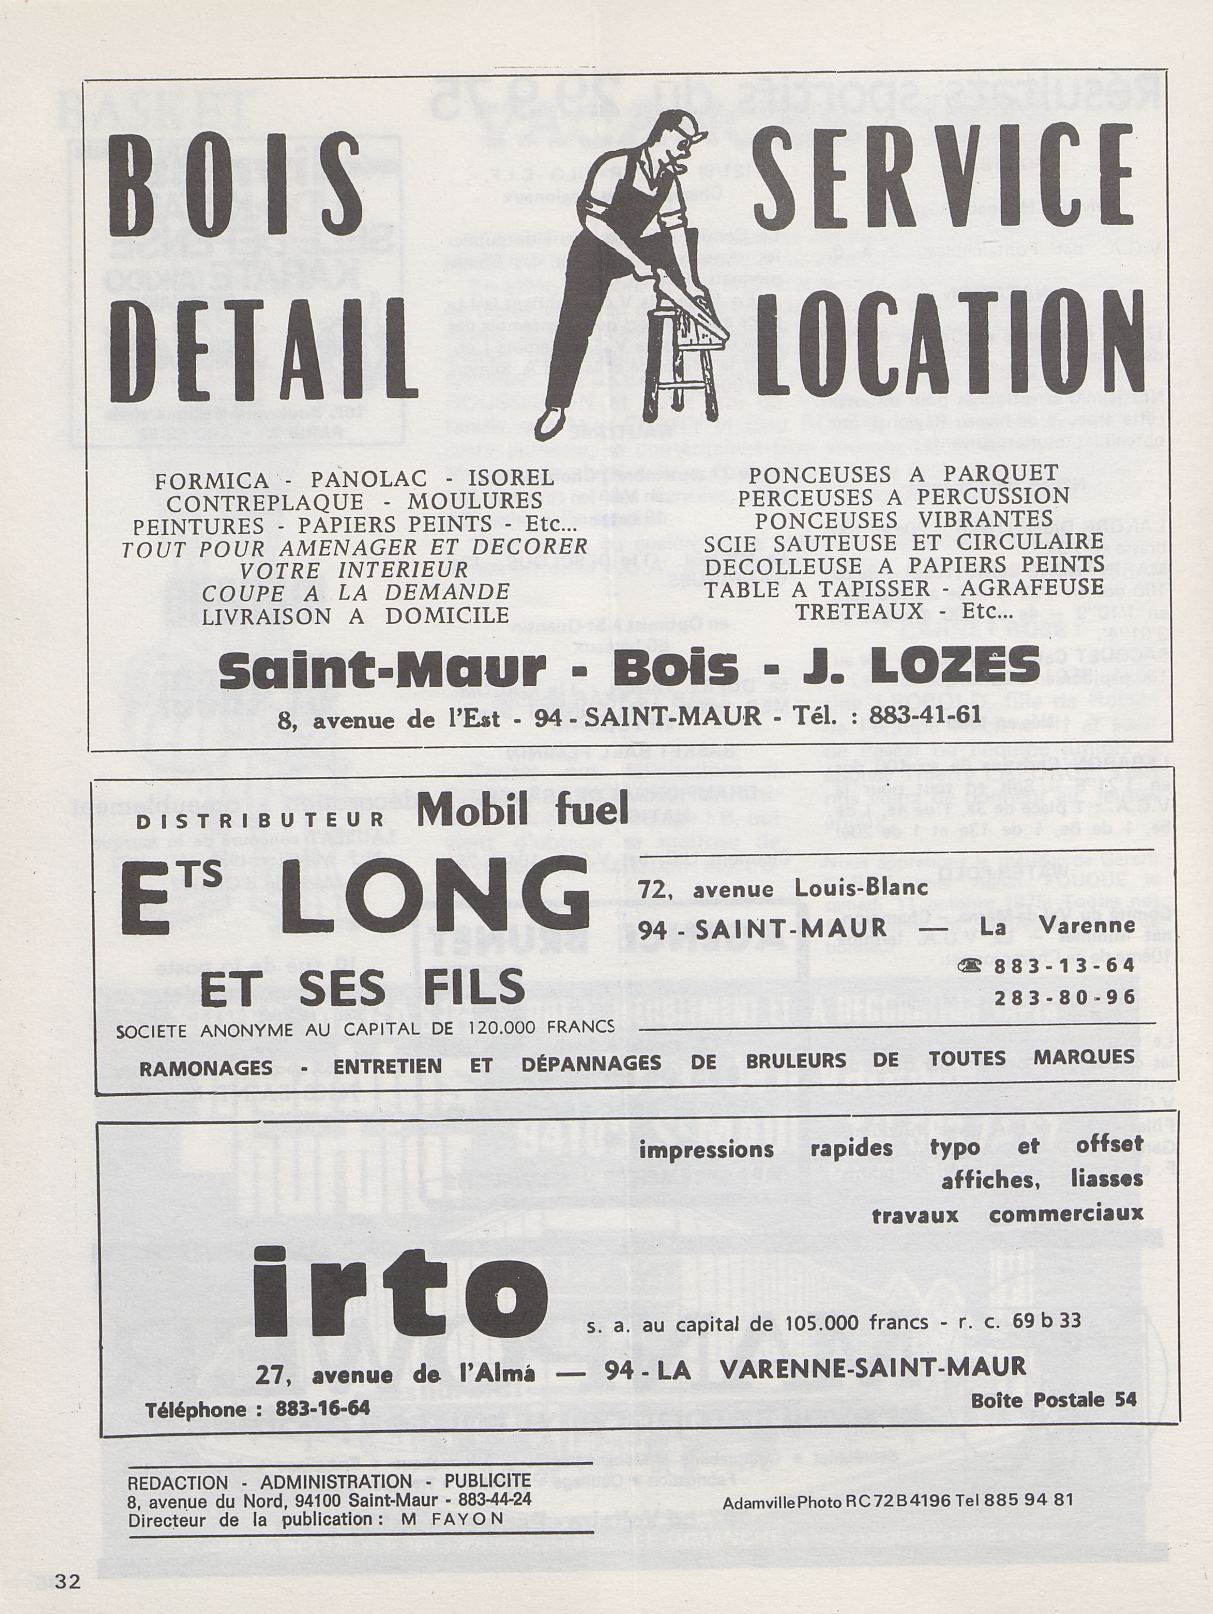 BOIS
DETAIL
SERVICE
LOCATION
FORMICA - PANOLAC - ISOREL
CONTREPLAQUE - MOULURES
PEINTURES - PAPIERS PEINTS - Etc...
TOUT POUR AMENAGER ET DECORER
VOTRE INTERIEUR
COUPE A LA DEMANDE
LIVRAISON A DOMICILE
PONCEUSES A PARQUET
PERCEUSES A PERCUSSION
PONCEUSES VIBRANTES
SCIE SAUTEUSE ET CIRCULAIRE
DECOLLEUSE A PAPIERS PEINTS
TABLE A TAPISSER - AGRAFEUSE
TRETEAUX - Etc...
Saint-Maur - Bois - J. LOZES
8, avenue de l'Est - 94 - SAINT-MAUR - Tél. : 883-41-61
DISTRIBUTEUR Mobil fuel
ETS LONG
ET SES FILS
SOCIETE ANONYME AU CAPITAL DE 120.000 FRANCS
72, avenue Louis-Blanc
94 - SAINT-MAUR — La Varenne
☎ 883-13-64
283-80-96
RAMONAGES - ENTRETIEN ET DÉPANNAGES DE BRULEURS DE TOUTES MARQUES
impressions rapides typo et offset
affiches, liasses
travaux commerciaux
irto
s. a. au capital de 105.000 francs - r. c. 69 b 33
27, avenue de l'Alma — 94 - LA VARENNE-SAINT-MAUR
Téléphone : 883-16-64
Boîte Postale 54
REDACTION - ADMINISTRATION - PUBLICITE
8, avenue du Nord, 94100 Saint-Maur - 883-44-24
Directeur de la publication : M FAYON
Adamville Photo RC 72 B 4196 Tel 885 94 81
32